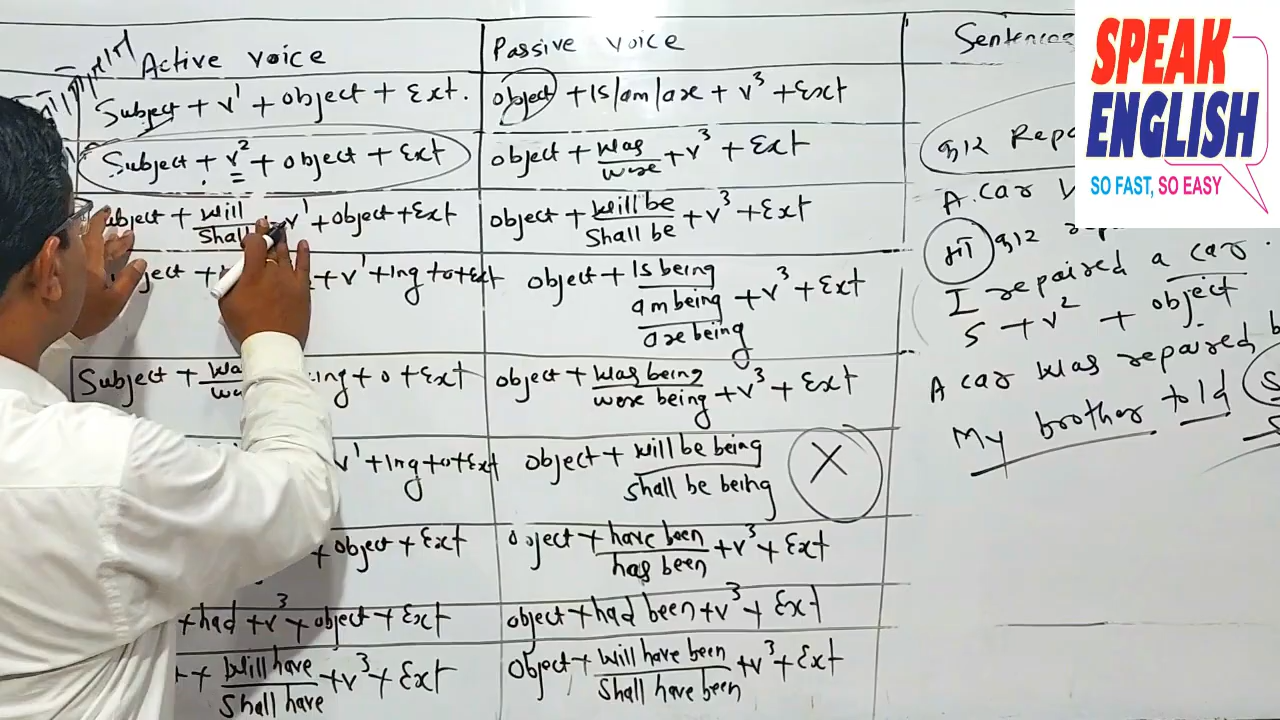 Active voice
Passive voice
Sentences
SPEAK
ENGLISH
SO FAST, SO EASY
Subject + v¹ + object + Ext.
object + Is/am/are + v³ + Ext
Subject + v² + object + Ext
object + was/were + v³ + Ext
A car
ubject + will/Shall + v¹ + object + Ext
object + will be/Shall be + v³ + Ext
I repaired a car.
S + v² + object
ject + v¹ + ing + o + Ext
object + Is being/am being/are being + v³ + Ext
A car was repaired b
My brother told
Subject + ing + o + Ext
object + was being/were being + v³ + Ext
v¹ + ing + o + Ext
object + will be being/shall be being X
+ object + Ext
object + have been/has been + v³ + Ext
+ had + v³ + object + Ext
object + had been + v³ + Ext
+ will have/Shall have + v³ + Ext
object + will have been/Shall have been + v³ + Ext